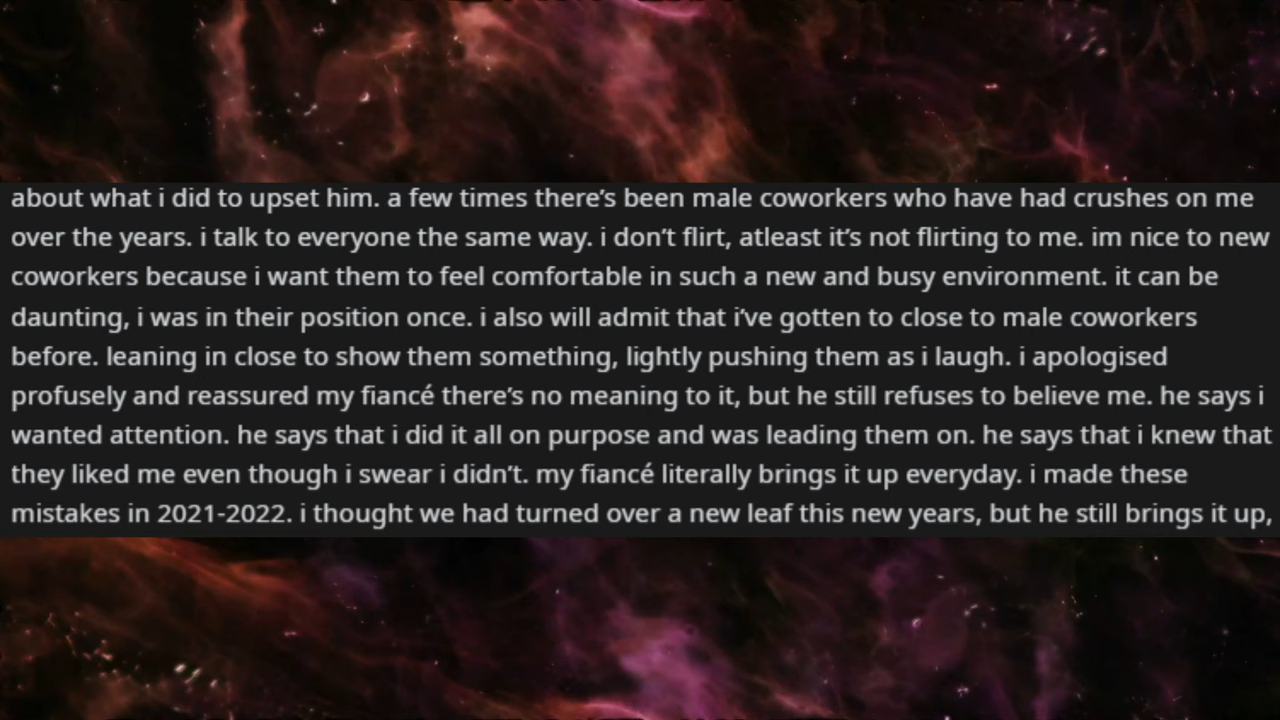 about what i did to upset him. a few times there’s been male coworkers who have had crushes on me
over the years. i talk to everyone the same way. i don’t flirt, atleast it’s not flirting to me. im nice to new
coworkers because i want them to feel comfortable in such a new and busy environment. it can be
daunting, i was in their position once. i also will admit that i’ve gotten to close to male coworkers
before. leaning in close to show them something, lightly pushing them as i laugh. i apologised
profusely and reassured my fiancé there’s no meaning to it, but he still refuses to believe me. he says i
wanted attention. he says that i did it all on purpose and was leading them on. he says that i knew that
they liked me even though i swear i didn’t. my fiancé literally brings it up everyday. i made these
mistakes in 2021-2022. i thought we had turned over a new leaf this new years, but he still brings it up,